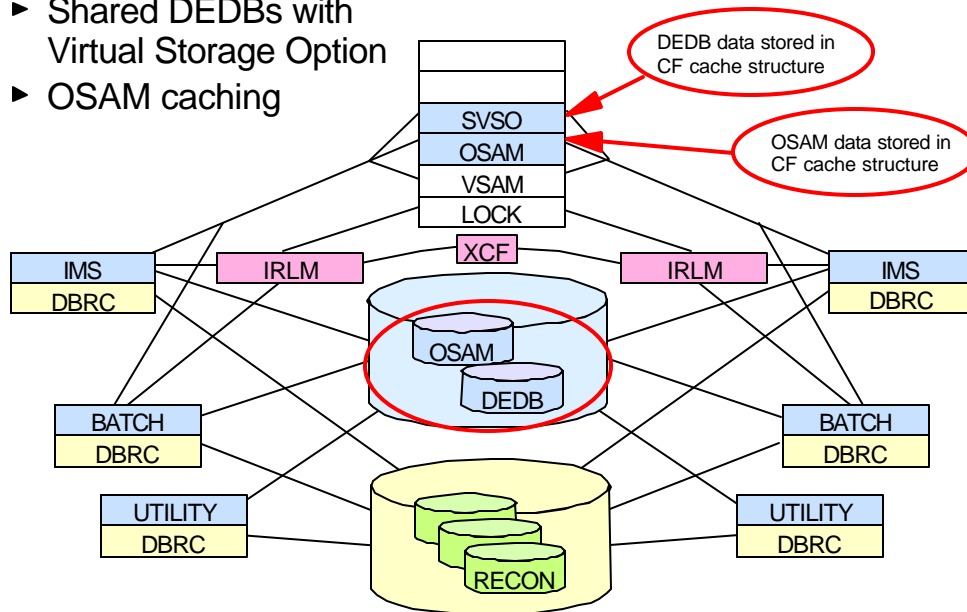 ► Shared DEDBs with
Virtual Storage Option
► OSAM caching
DEDB data stored in
CF cache structure
OSAM data stored in
CF cache structure
SVSO
OSAM
VSAM
LOCK
XCF
IMS
DBRC
IRLM
IRLM
IMS
DBRC
OSAM
DEDB
BATCH
DBRC
BATCH
DBRC
UTILITY
DBRC
UTILITY
DBRC
RECON